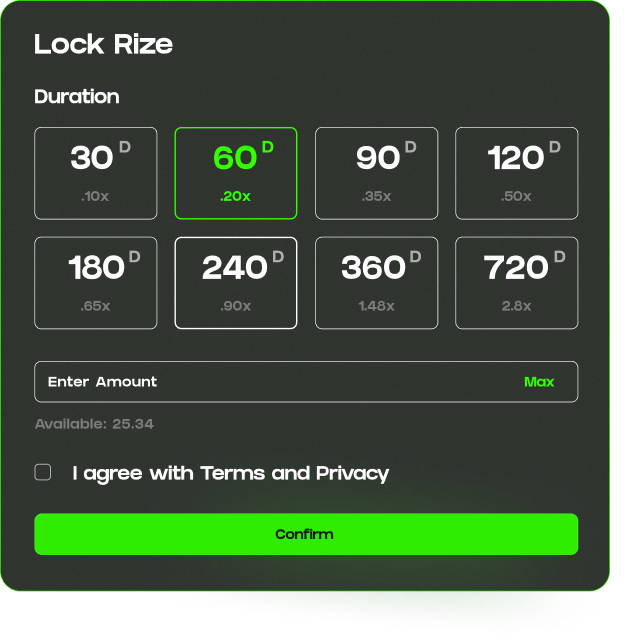 Lock Rize
Duration
30 D 60 D 90 D 120 D
.10x .20x .35x .50x
180 D 240 D 360 D 720 D
.65x .90x 1.48x 2.8x
Enter Amount Max
Available: 25.34
I agree with Terms and Privacy
Confirm